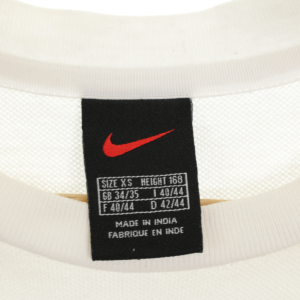 SIZE XS HEIGHT 168
GB 34/35 I 40/44
F 40/44 D 42/44
MADE IN INDIA
FABRIQUE EN INDE